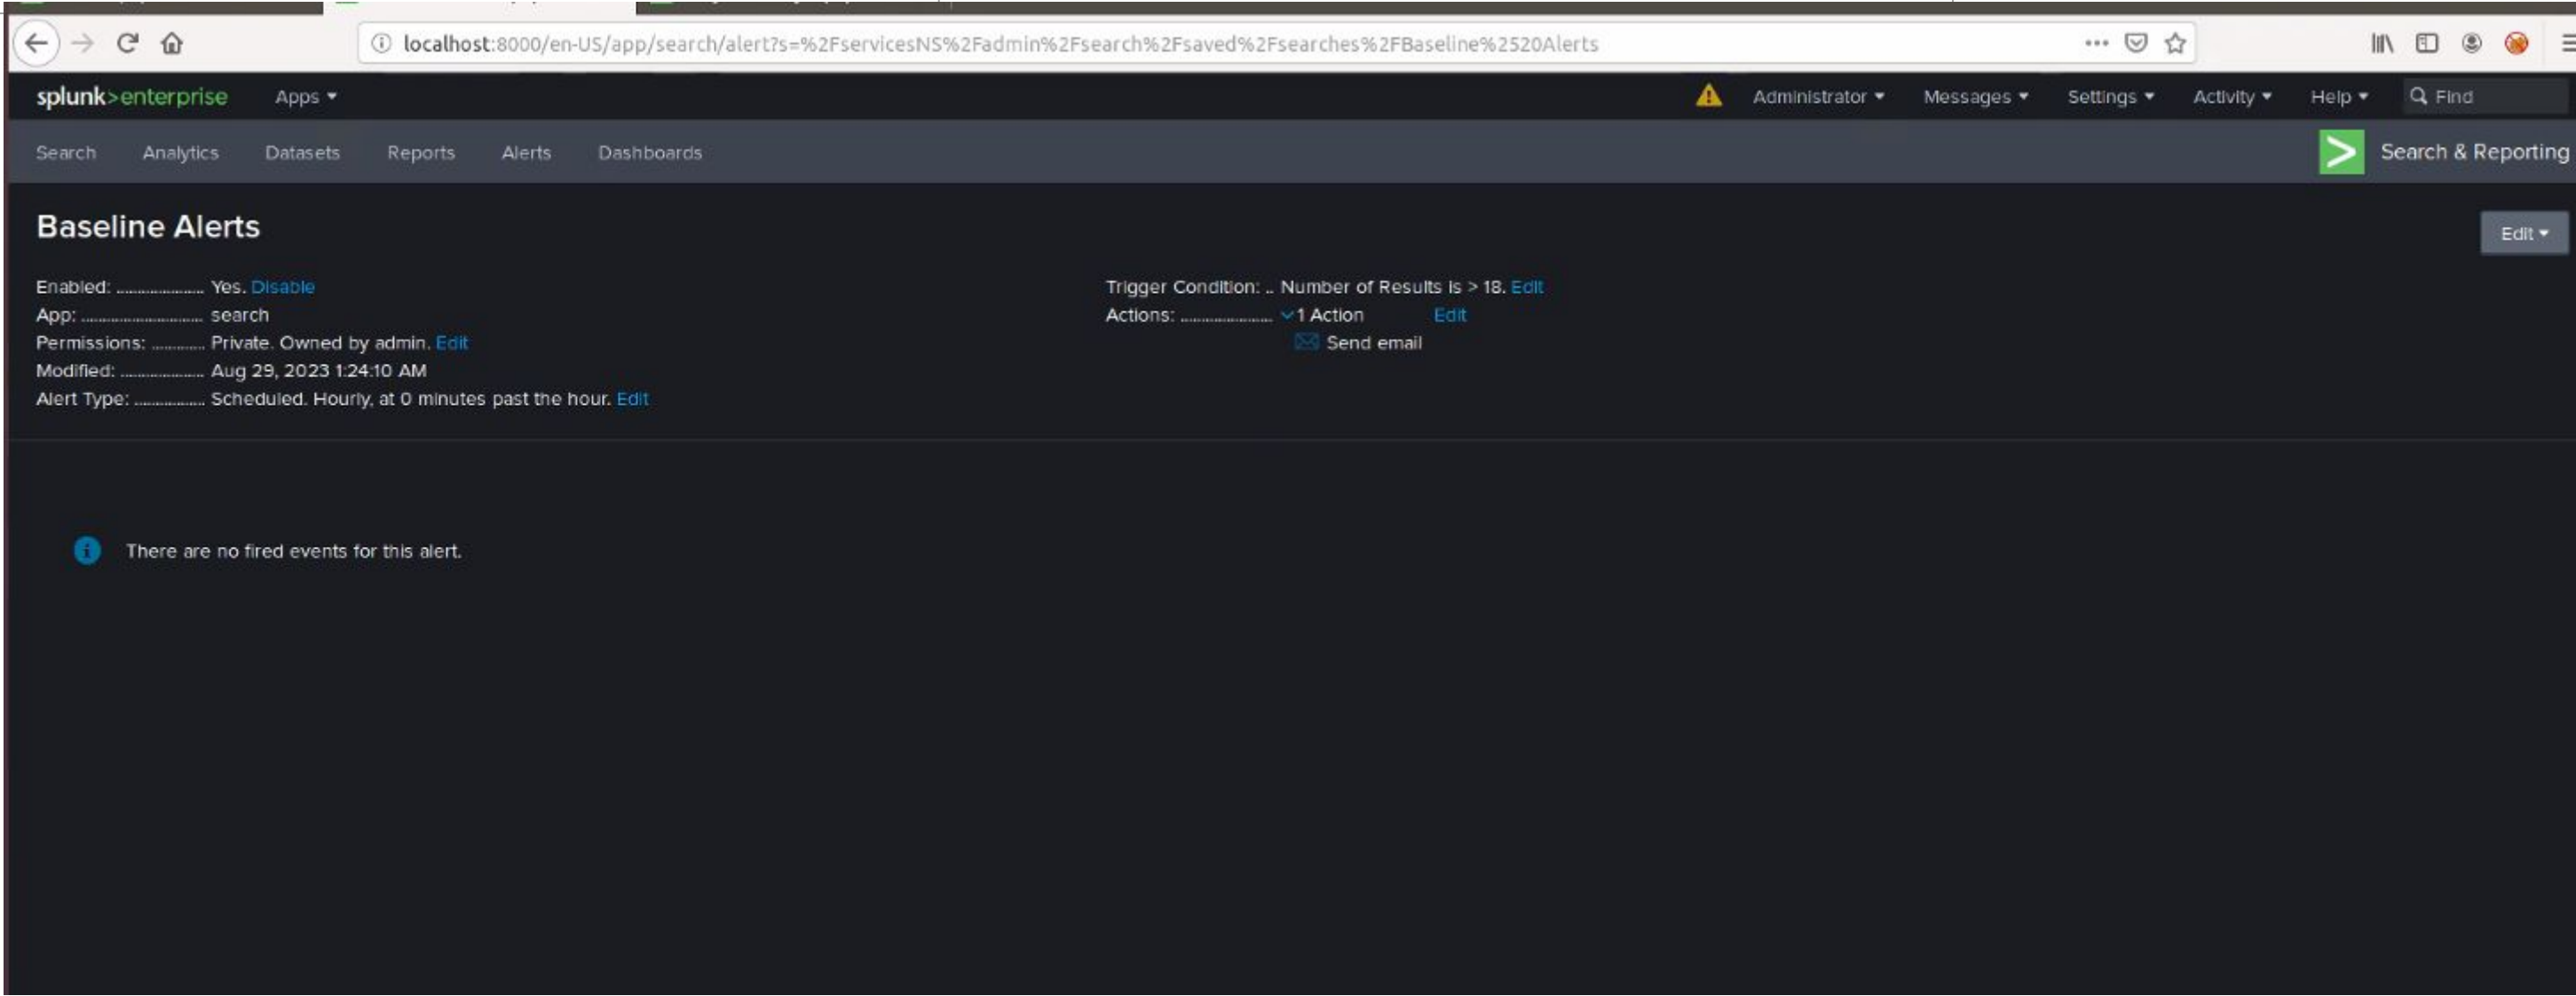 localhost:8000/en-US/app/search/alert?s=%2FservicesNS%2Fadmin%2Fsearch%2Fsaved%2Fsearches%2FBaseline%2520Alerts
splunk>enterprise Apps Administrator Messages Settings Activity Help Find
Search Analytics Datasets Reports Alerts Dashboards Search & Reporting
Baseline Alerts
Edit
Enabled: ........................ Yes. Disable
App: ................................. search
Permissions: .............. Private. Owned by admin. Edit
Modified: ....................... Aug 29, 2023 1:24:10 AM
Alert Type: ................... Scheduled. Hourly, at 0 minutes past the hour. Edit
Trigger Condition: .. Number of Results is > 18. Edit
Actions: ......................... 1 Action Edit
Send email
There are no fired events for this alert.